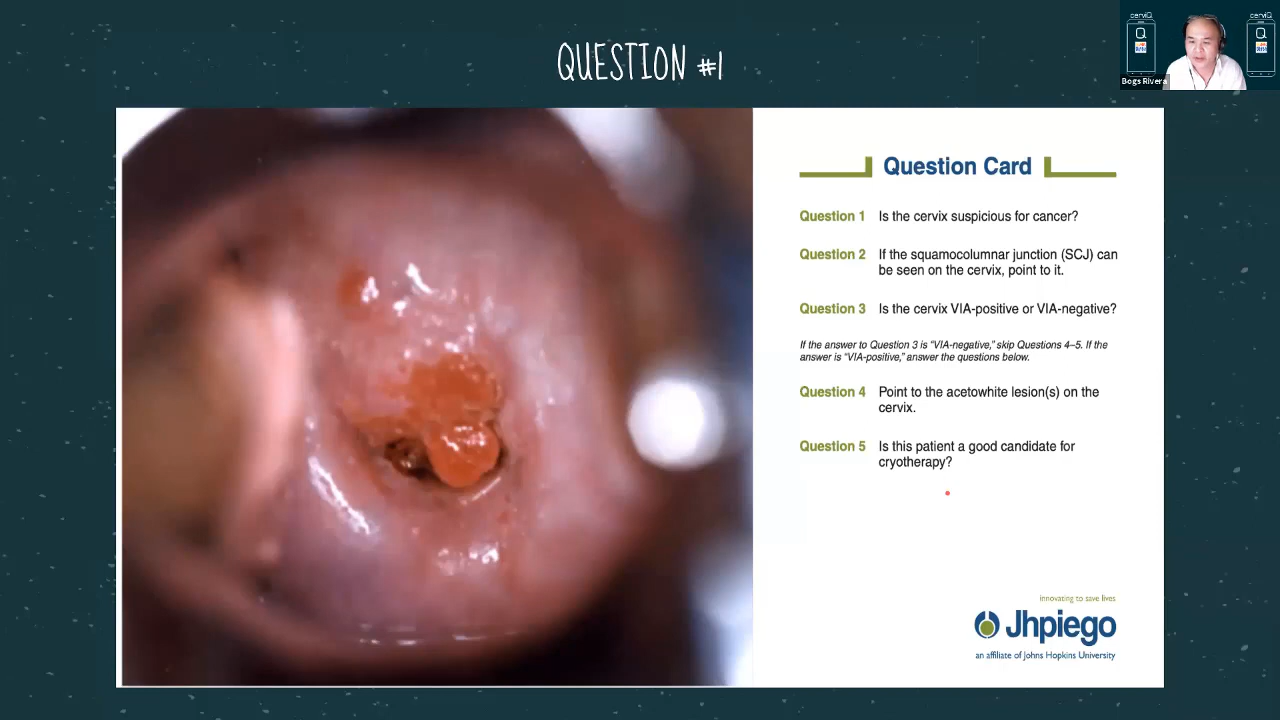 QUESTION #1
cerviQ
cerviQ
Q
Q
Bogs Rivera
Question Card
Question 1 Is the cervix suspicious for cancer?
Question 2 If the squamocolumnar junction (SCJ) can
be seen on the cervix, point to it.
Question 3 Is the cervix VIA-positive or VIA-negative?
If the answer to Question 3 is “VIA-negative,” skip Questions 4–5. If the
answer is “VIA-positive,” answer the questions below.
Question 4 Point to the acetowhite lesion(s) on the
cervix.
Question 5 Is this patient a good candidate for
cryotherapy?
innovating to save lives
Jhpiego
an affiliate of Johns Hopkins University